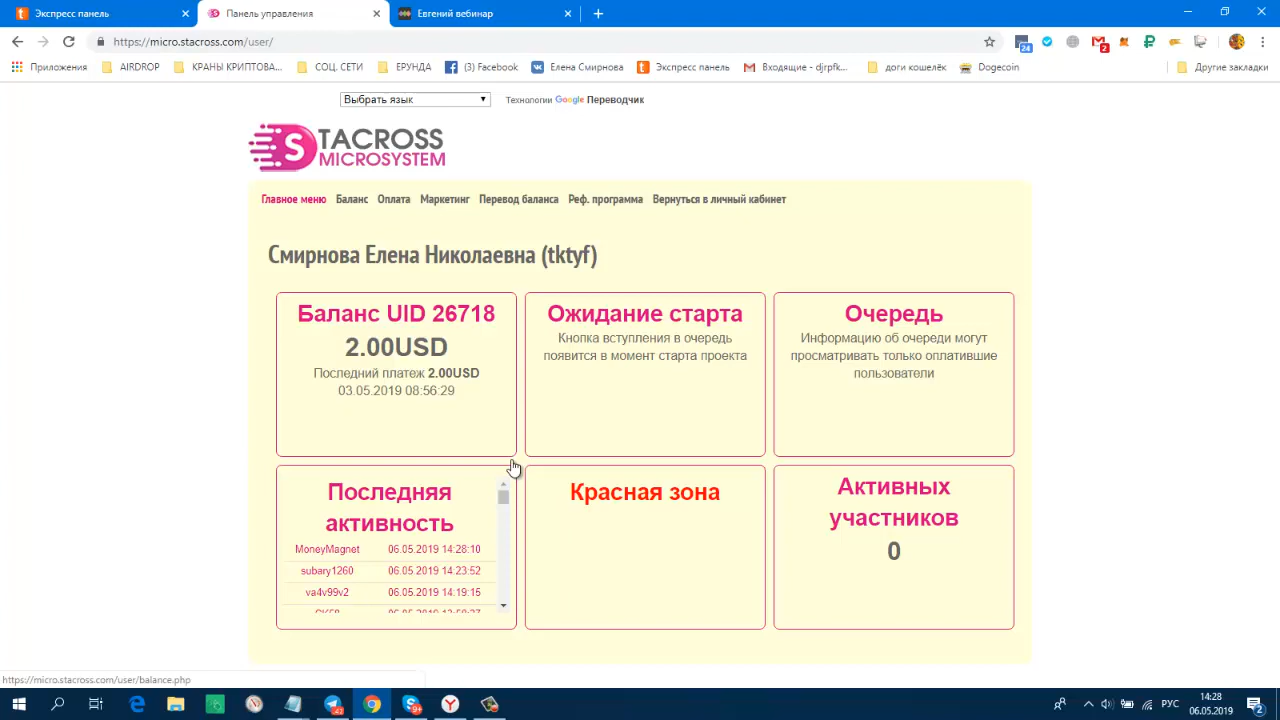 Экспресс панель
Панель управления
Евгений вебинар
https://micro.stacross.com/user/
24
2
Приложения
AIRDROP
КРАНЫ КРИПТОВА...
СОЦ. СЕТИ
ЕРУНДА
(3) Facebook
Елена Смирнова
Экспресс панель
Входящие - djrpfk...
доги кошелёк
Dogecoin
Другие закладки
Выбрать язык
Технологии Google Переводчик
STACROSS
MICROSYSTEM
Главное меню Баланс Оплата Маркетинг Перевод баланса Реф. программа Вернуться в личный кабинет
Смирнова Елена Николаевна (tktyf)
Баланс UID 26718
2.00USD
Последний платеж 2.00USD
03.05.2019 08:56:29
Ожидание старта
Кнопка вступления в очередь
появится в момент старта проекта
Очередь
Информацию об очереди могут
просматривать только оплатившие
пользователи
Последняя
активность
MoneyMagnet 06.05.2019 14:28:10
subary1260 06.05.2019 14:23:52
va4v99v2 06.05.2019 14:19:15
Красная зона
Активных
участников
0
https://micro.stacross.com/user/balance.php
РУС
14:28
06.05.2019
2